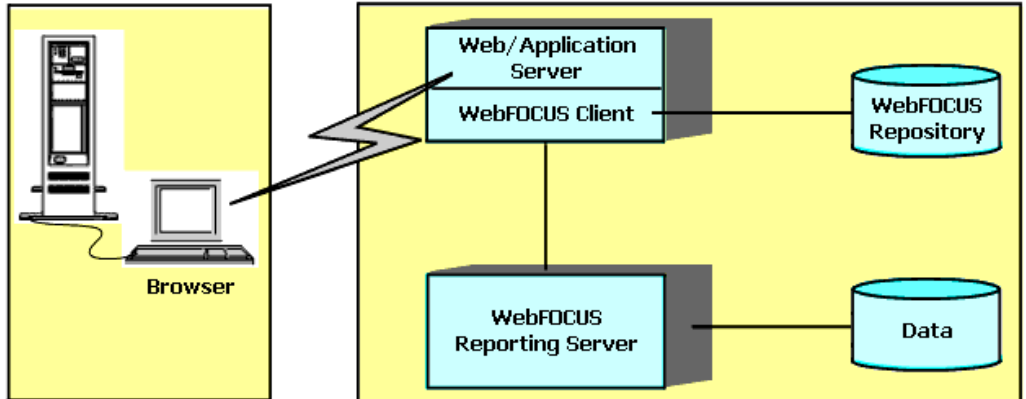 Web/Application
Server
WebFOCUS Client
WebFOCUS
Repository
Browser
WebFOCUS
Reporting Server
Data